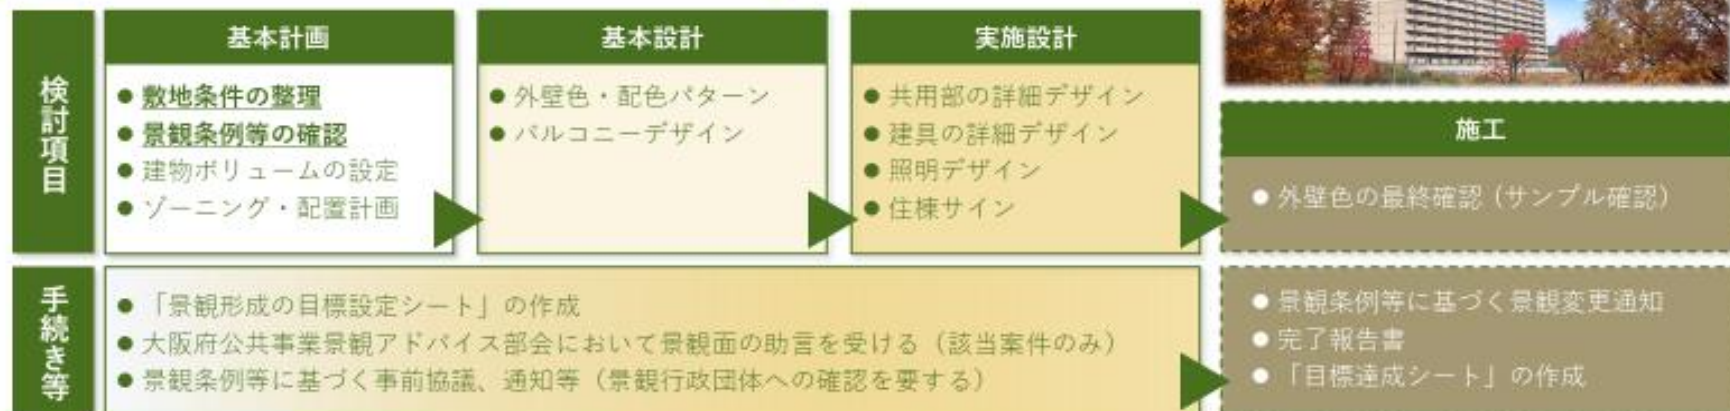 検討項目
基本計画
● 敷地条件の整理
● 景観条例等の確認
● 建物ボリュームの設定
● ゾーニング・配置計画
基本設計
● 外壁色・配色パターン
● バルコニーデザイン
実施設計
● 共用部の詳細デザイン
● 建具の詳細デザイン
● 照明デザイン
● 住棟サイン
施工
● 外壁色の最終確認（サンプル確認）
手続き等
● 「景観形成の目標設定シート」の作成
● 大阪府公共事業景観アドバイス部会において景観面の助言を受ける（該当案件のみ）
● 景観条例等に基づく事前協議、通知等（景観行政団体への確認を要する）
● 景観条例等に基づく景観変更通知
● 完了報告書
● 「目標達成シート」の作成